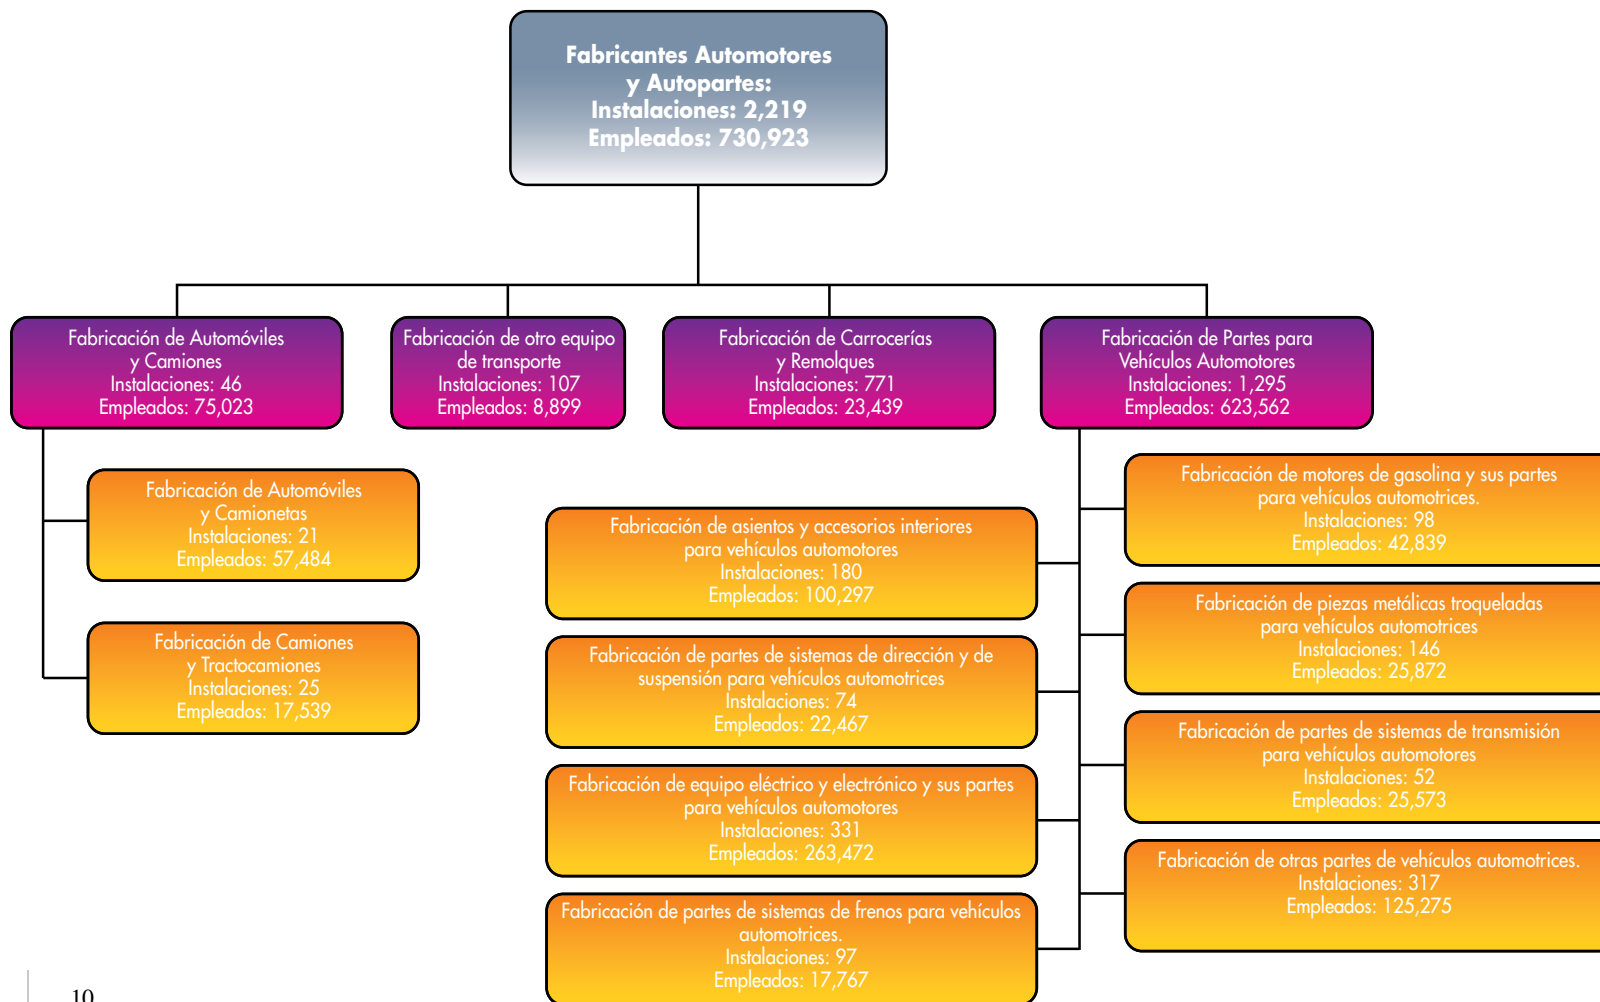 Fabricantes Automotores
y Autopartes:
Instalaciones: 2,219
Empleados: 730,923
Fabricación de Automóviles
y Camiones
Instalaciones: 46
Empleados: 75,023
Fabricación de otro equipo
de transporte
Instalaciones: 107
Empleados: 8,899
Fabricación de Carrocerías
y Remolques
Instalaciones: 771
Empleados: 23,439
Fabricación de Partes para
Vehículos Automotores
Instalaciones: 1,295
Empleados: 623,562
Fabricación de Automóviles
y Camionetas
Instalaciones: 21
Empleados: 57,484
Fabricación de Camiones
y Tractocamiones
Instalaciones: 25
Empleados: 17,539
Fabricación de asientos y accesorios interiores
para vehículos automotores
Instalaciones: 180
Empleados: 100,297
Fabricación de partes de sistemas de dirección y de
suspensión para vehículos automotrices
Instalaciones: 74
Empleados: 22,467
Fabricación de equipo eléctrico y electrónico y sus partes
para vehículos automotores
Instalaciones: 331
Empleados: 263,472
Fabricación de partes de sistemas de frenos para vehículos
automotrices.
Instalaciones: 97
Empleados: 17,767
Fabricación de motores de gasolina y sus partes
para vehículos automotrices.
Instalaciones: 98
Empleados: 42,839
Fabricación de piezas metálicas troqueladas
para vehículos automotrices
Instalaciones: 146
Empleados: 25,872
Fabricación de partes de sistemas de transmisión
para vehículos automotores
Instalaciones: 52
Empleados: 25,573
Fabricación de otras partes de vehículos automotrices.
Instalaciones: 317
Empleados: 125,275
10